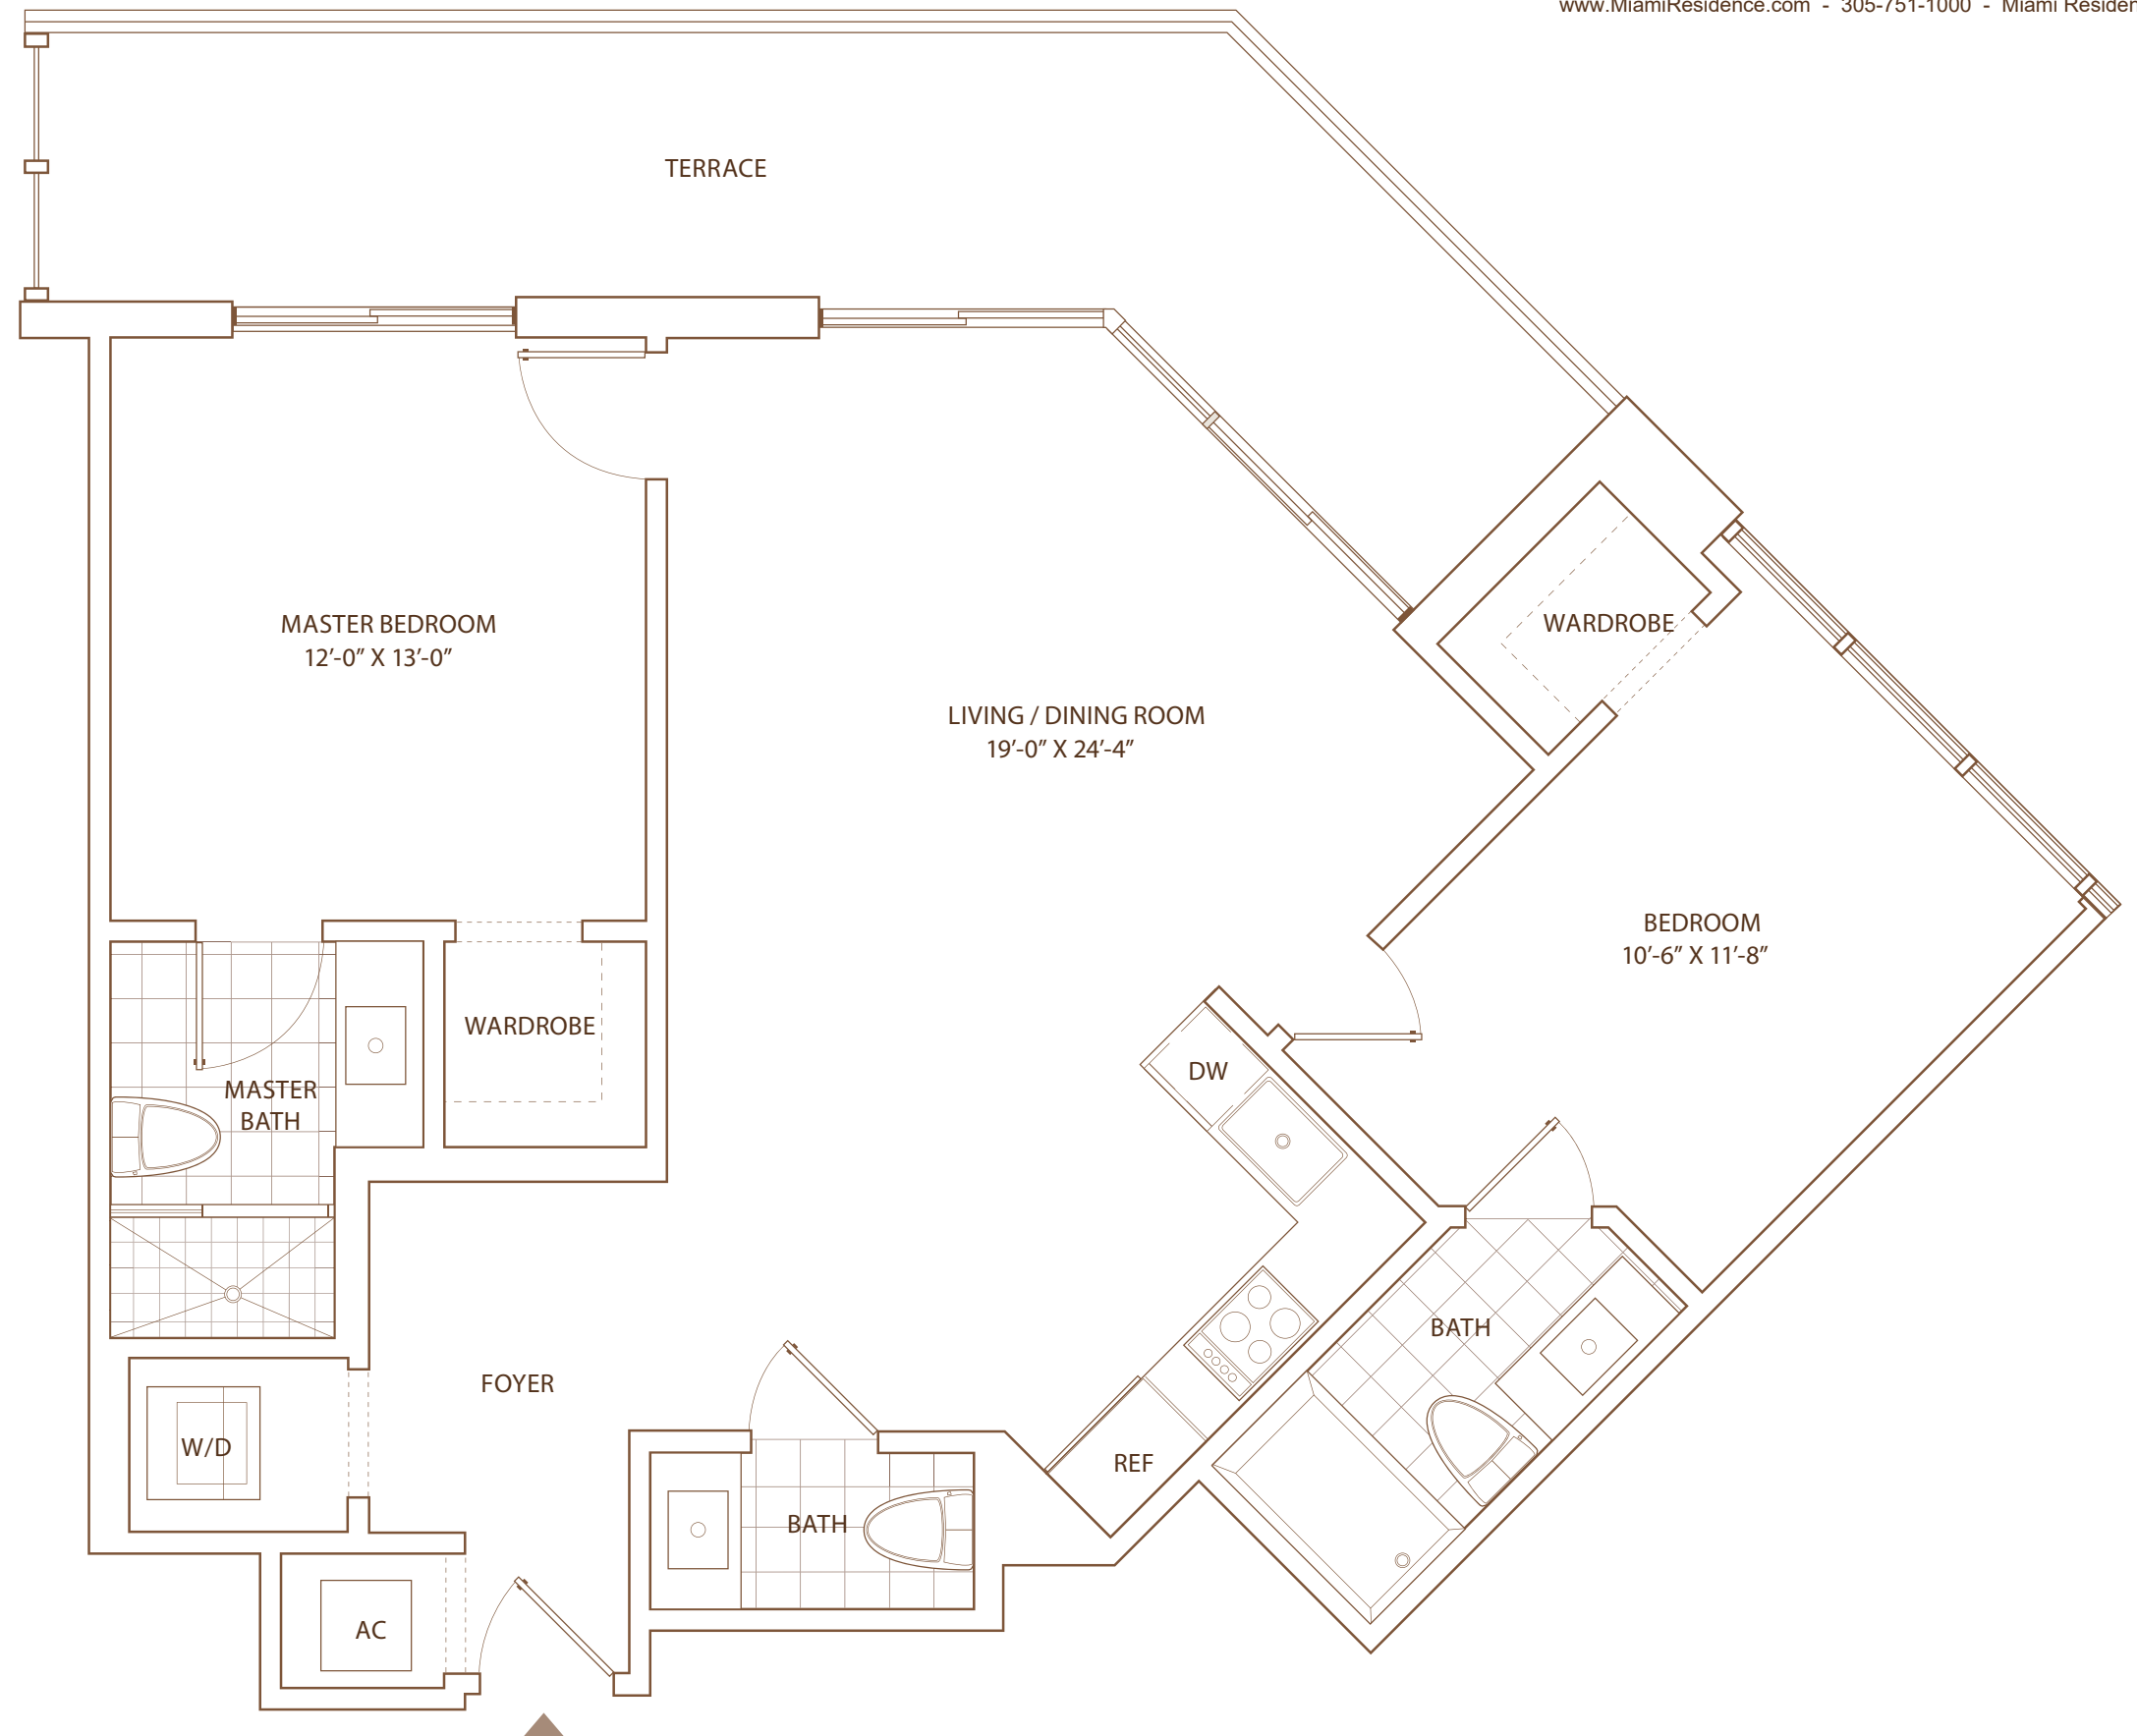 www.MiamiResidence.com - 305-751-1000 - Miami Residen
TERRACE
MASTER BEDROOM
12’-0” X 13’-0”
WARDROBE
LIVING / DINING ROOM
19’-0” X 24’-4”
BEDROOM
10’-6” X 11’-8”
WARDROBE
DW
MASTER
BATH
BATH
FOYER
W/D
REF
BATH
AC